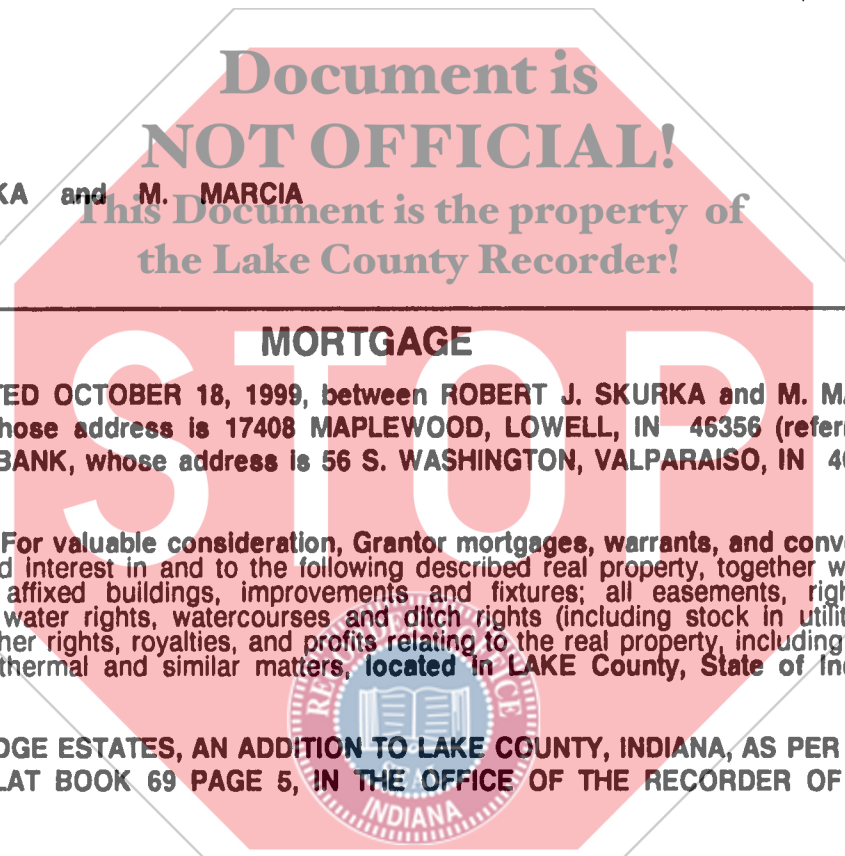 Document is
NOT OFFICIAL!
KA and M. MARCIA
This Document is the property of
the Lake County Recorder!
MORTGAGE
TED OCTOBER 18, 1999, between ROBERT J. SKURKA and M. MA
hose address is 17408 MAPLEWOOD, LOWELL, IN 46356 (referr
BANK, whose address is 56 S. WASHINGTON, VALPARAISO, IN 46
STOP
For valuable consideration, Grantor mortgages, warrants, and conve
d interest in and to the following described real property, together w
affixed buildings, improvements and fixtures; all easements, righ
water rights, watercourses and ditch rights (including stock in utilit
her rights, royalties, and profits relating to the real property, including
thermal and similar matters, located in LAKE County, State of Ind
DGE ESTATES, AN ADDITION TO LAKE COUNTY, INDIANA, AS PER
LAT BOOK 69 PAGE 5, IN THE OFFICE OF THE RECORDER OF
SEAL
INDIANA